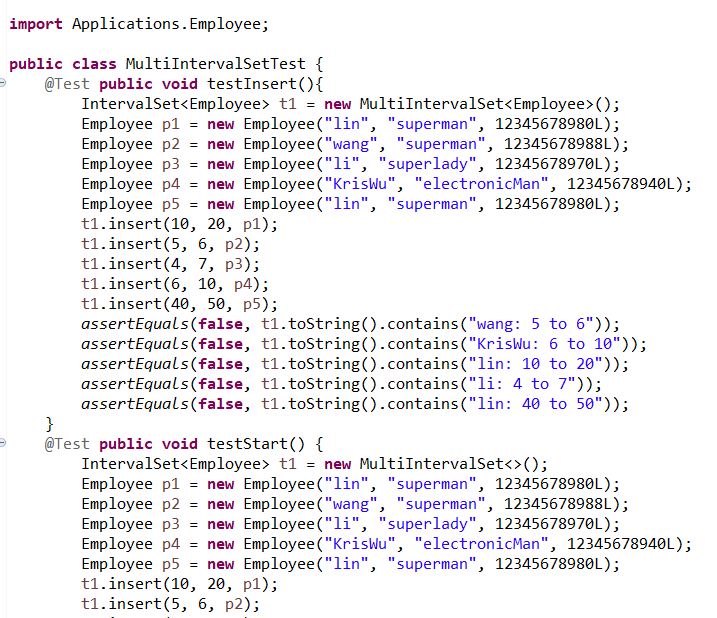 import Applications.Employee;
public class MultiIntervalSetTest {
@Test public void testInsert(){
IntervalSet<Employee> t1 = new MultiIntervalSet<Employee>();
Employee p1 = new Employee("lin", "superman", 12345678980L);
Employee p2 = new Employee("wang", "superman", 12345678988L);
Employee p3 = new Employee("li", "superlady", 12345678970L);
Employee p4 = new Employee("KrisWu", "electronicMan", 12345678940L);
Employee p5 = new Employee("lin", "superman", 12345678980L);
t1.insert(10, 20, p1);
t1.insert(5, 6, p2);
t1.insert(4, 7, p3);
t1.insert(6, 10, p4);
t1.insert(40, 50, p5);
assertEquals(false, t1.toString().contains("wang: 5 to 6"));
assertEquals(false, t1.toString().contains("KrisWu: 6 to 10"));
assertEquals(false, t1.toString().contains("lin: 10 to 20"));
assertEquals(false, t1.toString().contains("li: 4 to 7"));
assertEquals(false, t1.toString().contains("lin: 40 to 50"));
}
@Test public void testStart() {
IntervalSet<Employee> t1 = new MultiIntervalSet<>();
Employee p1 = new Employee("lin", "superman", 12345678980L);
Employee p2 = new Employee("wang", "superman", 12345678988L);
Employee p3 = new Employee("li", "superlady", 12345678970L);
Employee p4 = new Employee("KrisWu", "electronicMan", 12345678940L);
Employee p5 = new Employee("lin", "superman", 12345678980L);
t1.insert(10, 20, p1);
t1.insert(5, 6, p2);